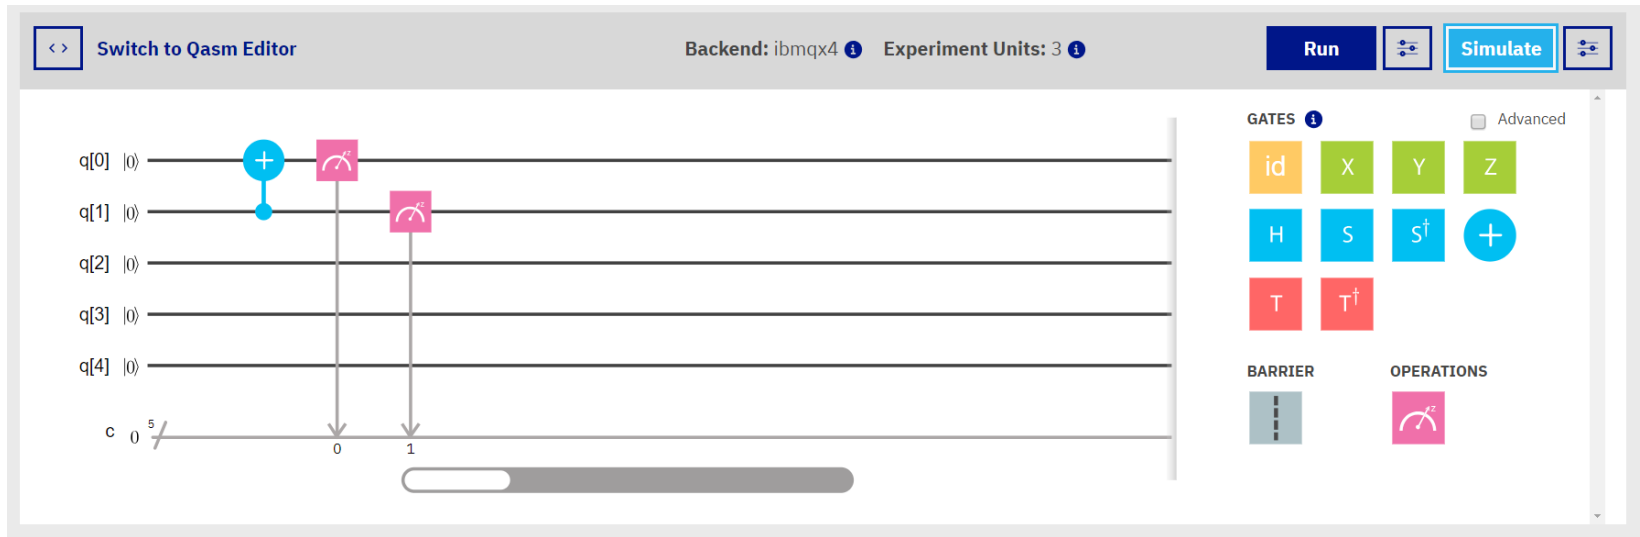 <> Switch to Qasm Editor Backend: ibmqx4 i Experiment Units: 3 i Run Simulate
GATES i Advanced
q[0] |0⟩ + z
id X Y Z
q[1] |0⟩ z
H S S† +
q[2] |0⟩
q[3] |0⟩
T T†
q[4] |0⟩
BARRIER OPERATIONS
c 0 5
z
0 1